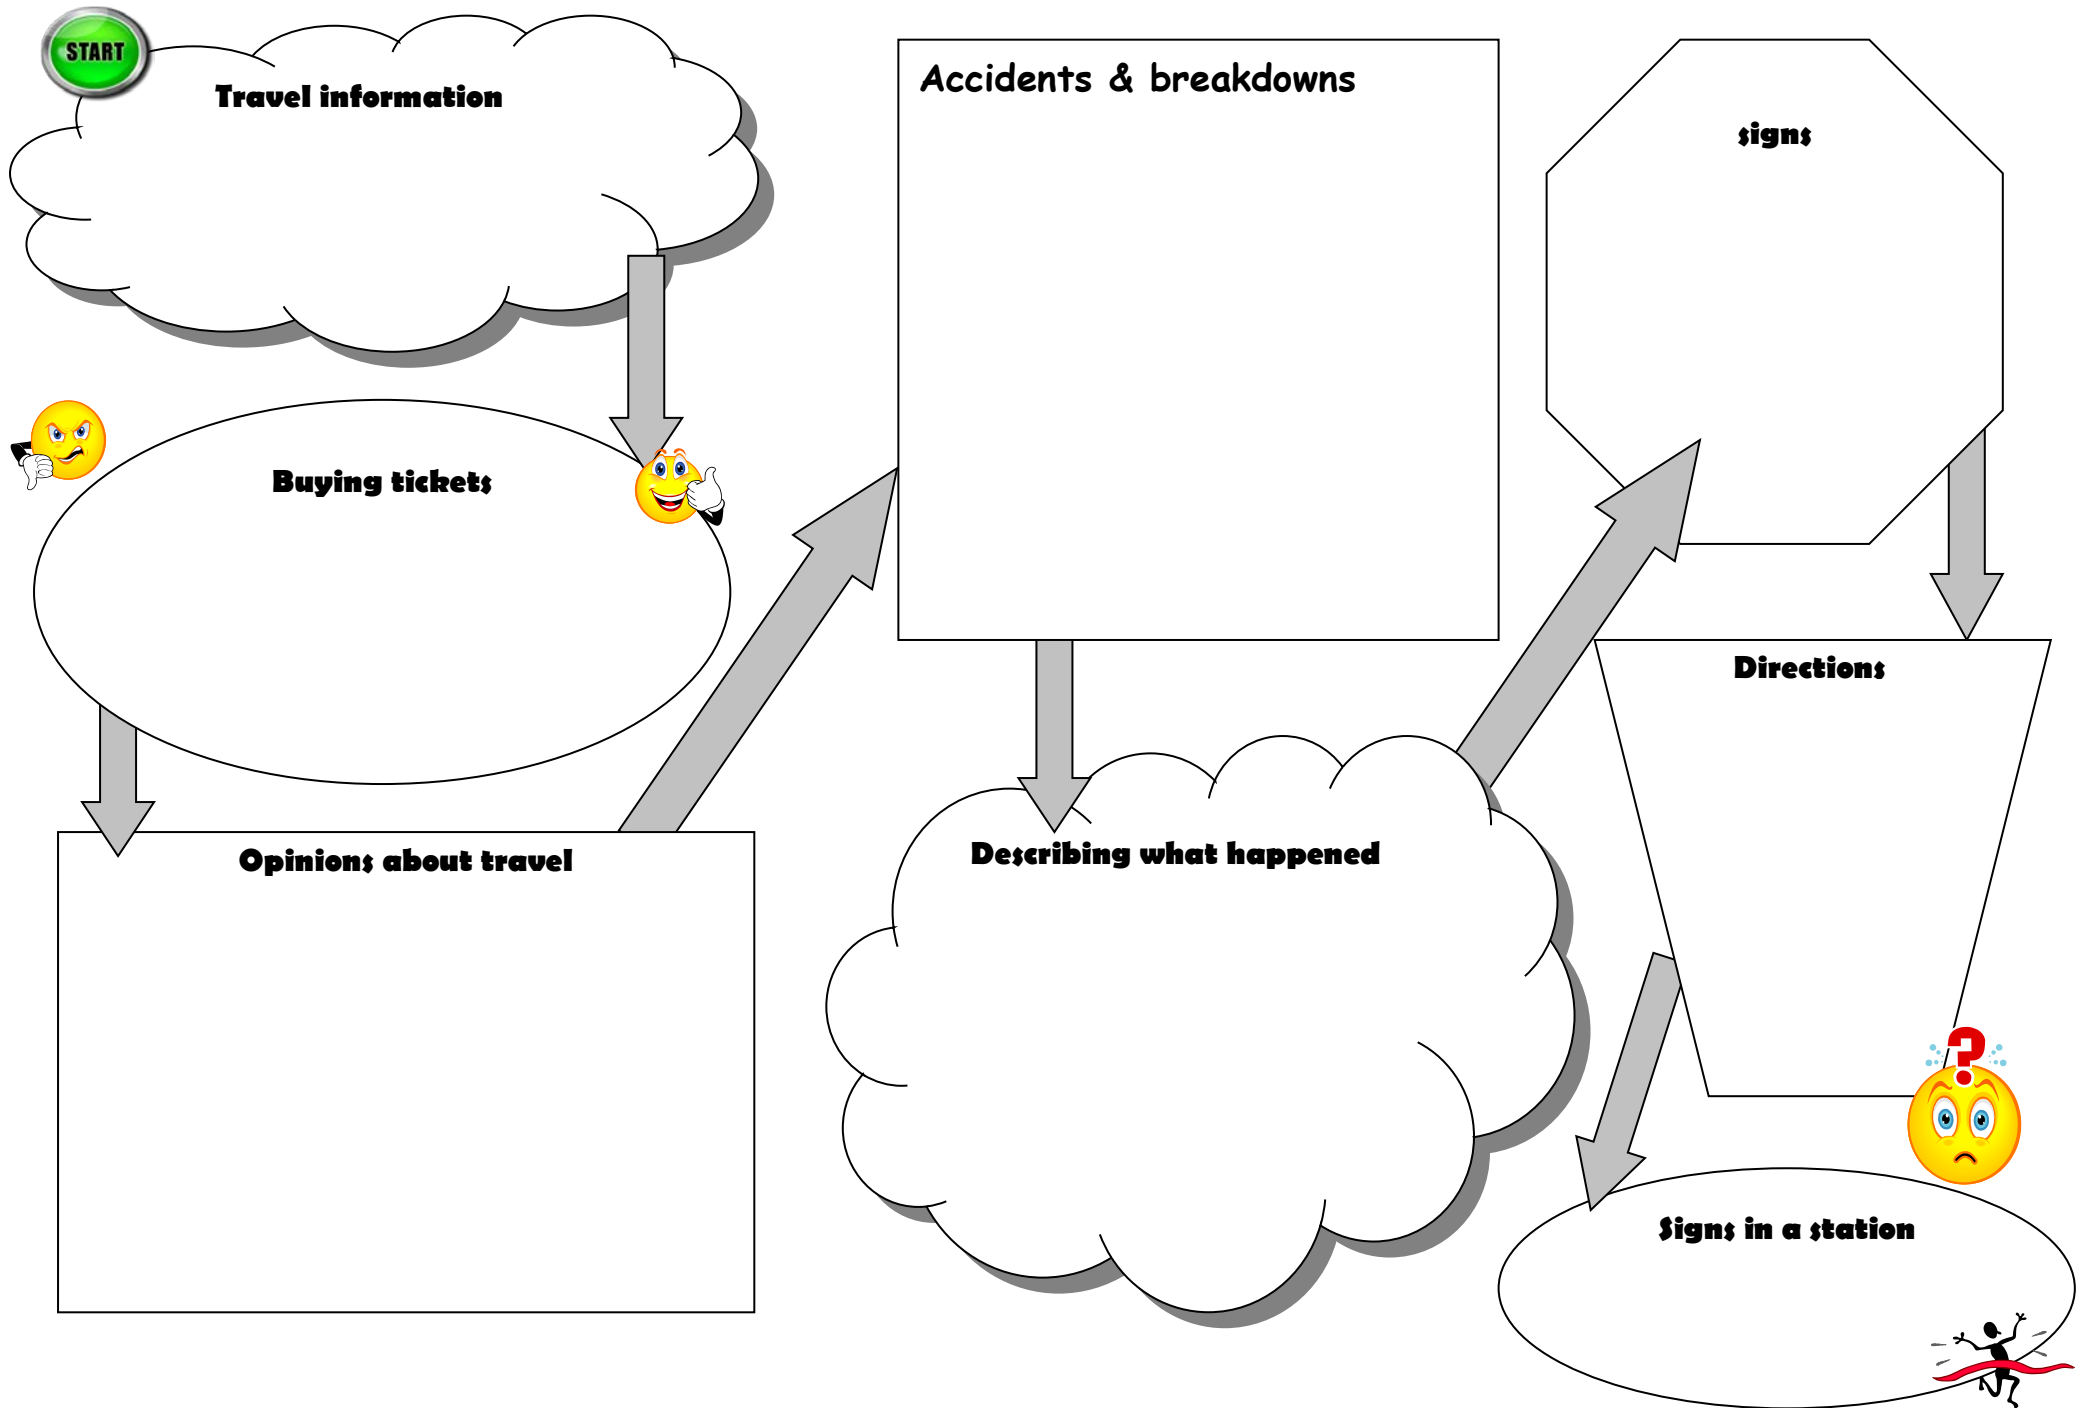 START
Travel information
Buying tickets
Opinions about travel
Accidents & breakdowns
Describing what happened
signs
Directions
?
Signs in a station